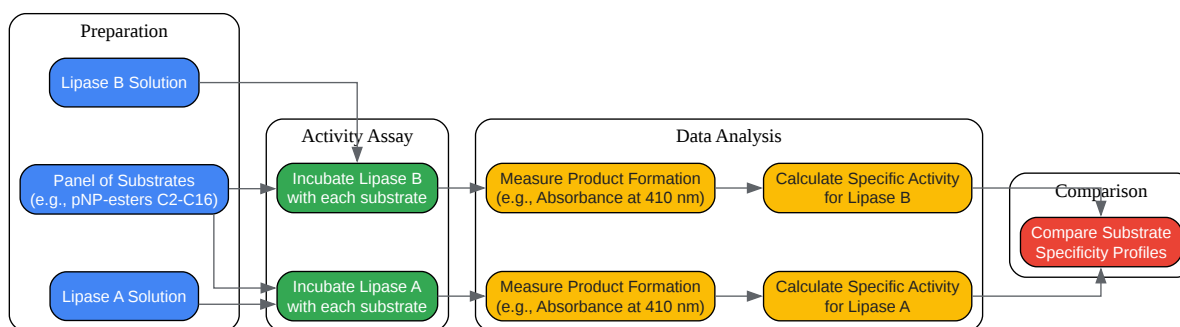 Preparation
Lipase B Solution
Panel of Substrates
(e.g., pNP-esters C2-C16)
Lipase A Solution
Activity Assay
Incubate Lipase B
with each substrate
Incubate Lipase A
with each substrate
Data Analysis
Measure Product Formation
(e.g., Absorbance at 410 nm)
Calculate Specific Activity
for Lipase B
Measure Product Formation
(e.g., Absorbance at 410 nm)
Calculate Specific Activity
for Lipase A
Comparison
Compare Substrate
Specificity Profiles